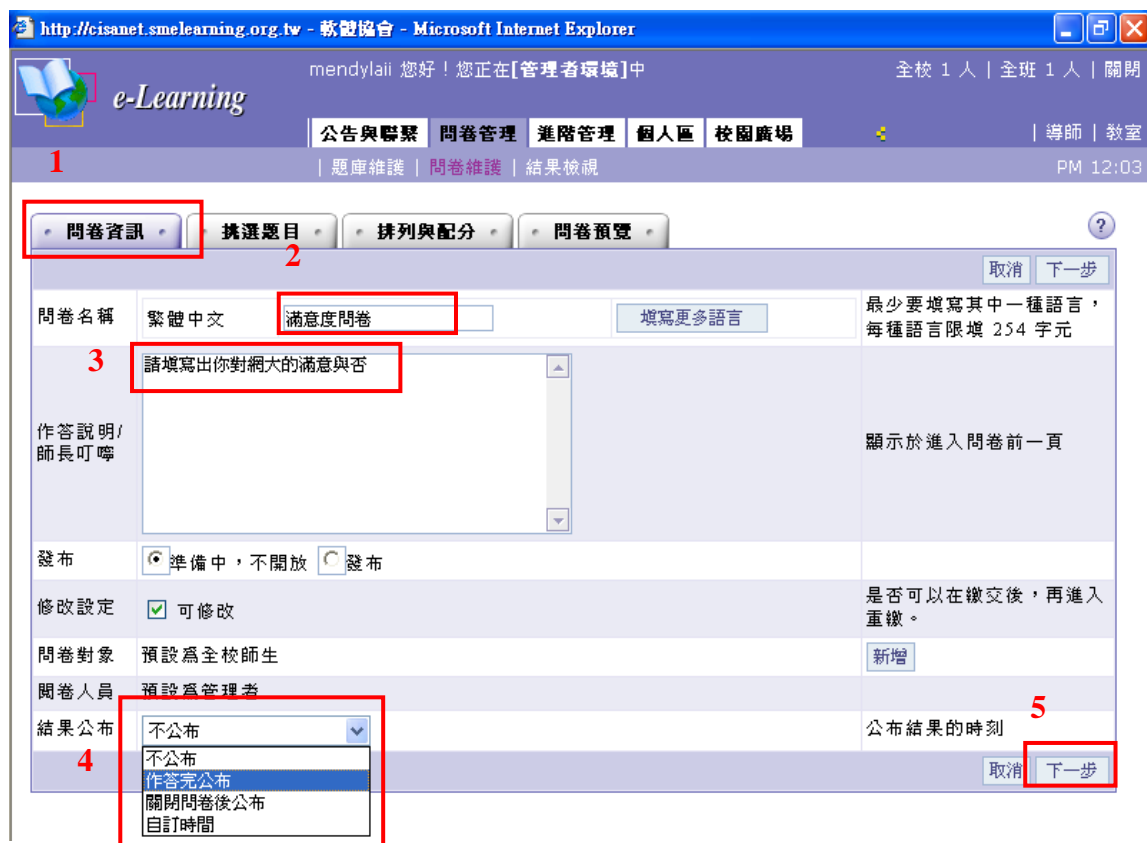 http://cisanet.smelearning.org.tw - 軟體協會 - Microsoft Internet Explorer
mendylaii 您好！您正在[管理者環境]中
全校 1 人 | 全班 1 人 | 關閉
e-Learning
公告與聯繫 問卷管理 進階管理 個人區 校園廣場
| 導師 | 教室
1
| 題庫維護 | 問卷維護 | 結果檢視
PM 12:03
問卷資訊 挑選題目 排列與配分 問卷預覽
?
2
取消 下一步
問卷名稱 繁體中文 滿意度問卷 填寫更多語言
最少要填寫其中一種語言，
每種語言限填 254 字元
3
請填寫出你對網大的滿意與否
作答說明/
師長叮嚀
顯示於進入問卷前一頁
發布 準備中，不開放 發布
修改設定 可修改
是否可以在繳交後，再進入
重繳。
問卷對象 預設為全校師生 新增
閱卷人員 預設為管理者
5
結果公布 不公布 公布結果的時刻
4
不公布
作答完公布
關閉問卷後公布
自訂時間
取消 下一步